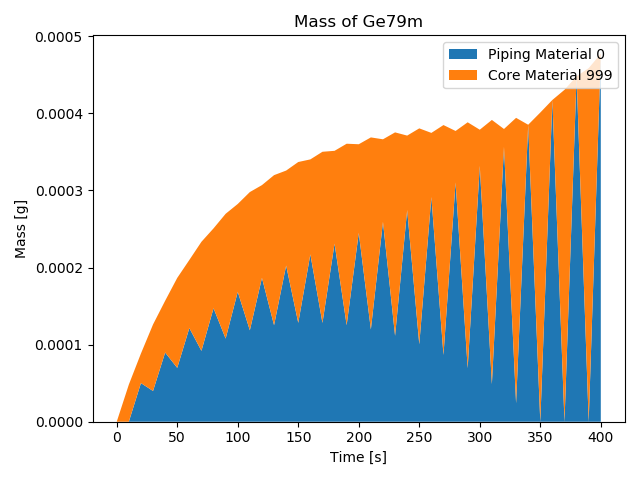 Mass of Ge79m
Piping Material 0
Core Material 999
Mass [g]
0.0005
0.0004
0.0003
0.0002
0.0001
0.0000
0 50 100 150 200 250 300 350 400
Time [s]